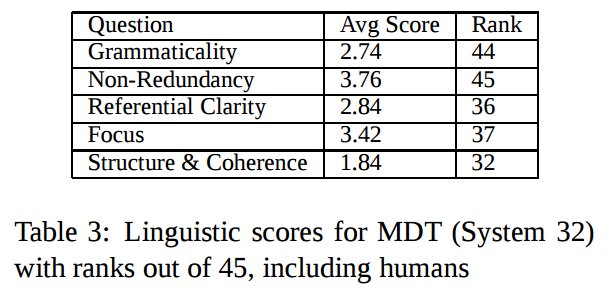 Question Avg Score Rank
Grammaticality 2.74 44
Non-Redundancy 3.76 45
Referential Clarity 2.84 36
Focus 3.42 37
Structure & Coherence 1.84 32
Table 3: Linguistic scores for MDT (System 32)
with ranks out of 45, including humans